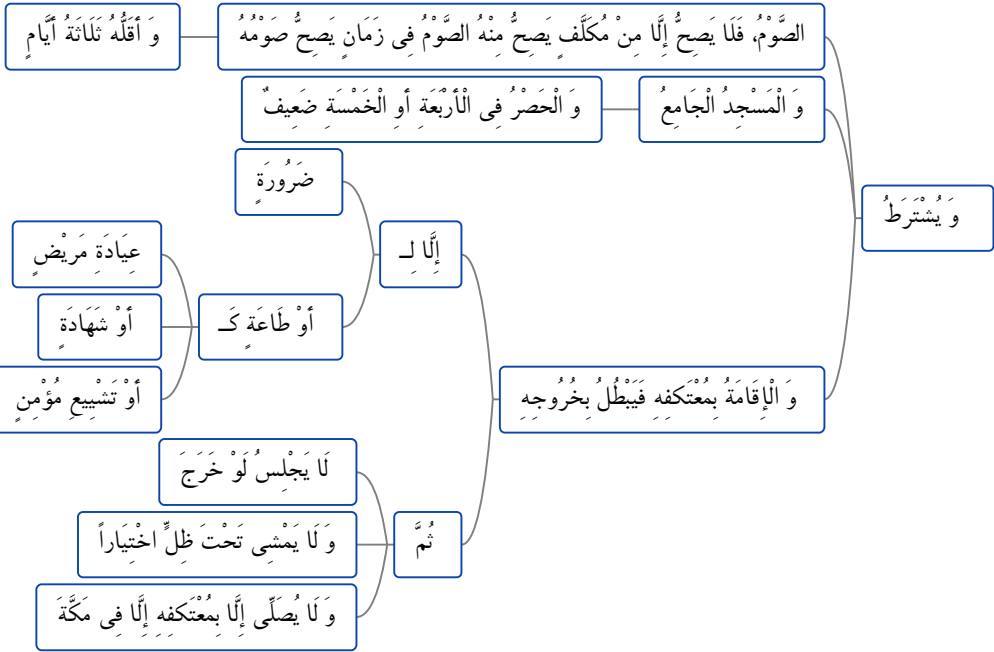 وَ يُشْتَرَطُ
الصَّوْمُ، فَلَا يَصِحُّ إِلَّا مِنْ مُكَلَّفٍ يَصِحُّ مِنْهُ الصَّوْمُ فِى زَمَانٍ يَصِحُّ صَوْمُهُ
وَ أَقَلُّهُ ثَلَاثَةُ أَيَّامٍ
وَ الْمَسْجِدُ الْجَامِعُ
وَ الْحَصْرُ فِى الْأَرْبَعَةِ أَوِ الْخَمْسَةِ ضَعِيفٌ
وَ الْإِقَامَةُ بِمُعْتَكَفِهِ فَيَبْطُلُ بِخُرُوجِهِ
إِلَّا لِـ
ضَرُورَةٍ
أَوْ طَاعَةٍ كَـ
عِيَادَةِ مَرِيْضٍ
أَوْ شَهَادَةٍ
أَوْ تَشْيِيعِ مُؤْمِنٍ
ثُمَّ
لَا يَجْلِسُ لَوْ خَرَجَ
وَ لَا يَمْشِى تَحْتَ ظِلٍّ اخْتِيَاراً
وَ لَا يُصَلِّى إِلَّا بِمُعْتَكَفِهِ إِلَّا فِى مَكَّةَ